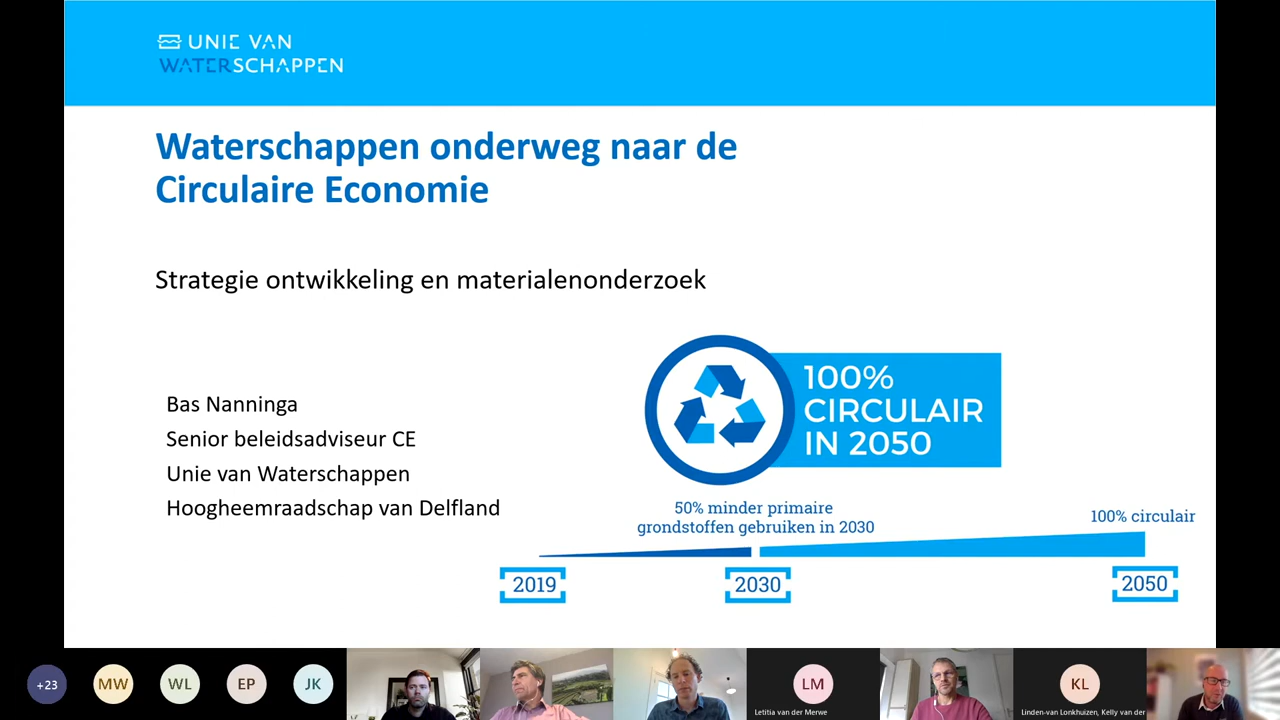 UNIE VAN
WATERSCHAPPEN
Waterschappen onderweg naar de
Circulaire Economie
Strategie ontwikkeling en materialenonderzoek
Bas Nanninga
Senior beleidsadviseur CE
Unie van Waterschappen
Hoogheemraadschap van Delfland
100%
CIRCULAIR
IN 2050
50% minder primaire
grondstoffen gebruiken in 2030
100% circulair
2019
2030
2050
+23
MW
WL
EP
JK
LM
Letitia van der Merwe
KL
Linden-van Lonkhuizen, Kelly van der